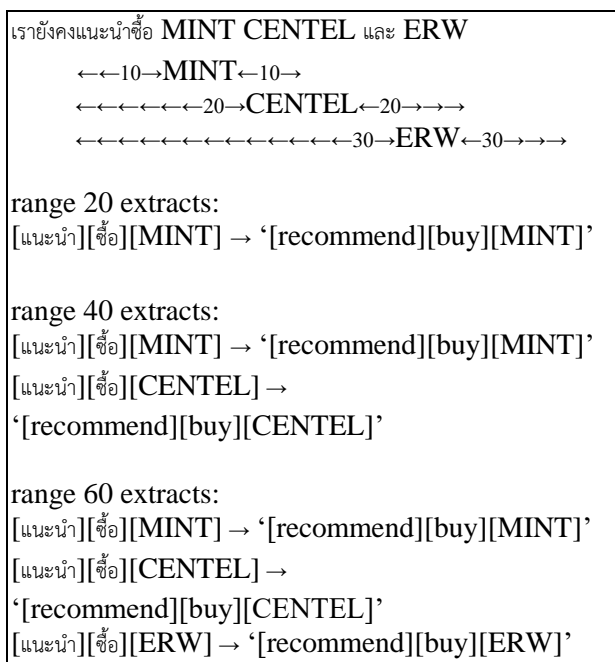 เรายังคงแนะนำซื้อ MINT CENTEL และ ERW
←←10→MINT←10→
←←←←←←20→CENTEL←20→→→
←←←←←←←←←←←←30→ERW←30→→→
range 20 extracts:
[แนะนำ][ซื้อ][MINT] → ‘[recommend][buy][MINT]’
range 40 extracts:
[แนะนำ][ซื้อ][MINT] → ‘[recommend][buy][MINT]’
[แนะนำ][ซื้อ][CENTEL] →
‘[recommend][buy][CENTEL]’
range 60 extracts:
[แนะนำ][ซื้อ][MINT] → ‘[recommend][buy][MINT]’
[แนะนำ][ซื้อ][CENTEL] →
‘[recommend][buy][CENTEL]’
[แนะนำ][ซื้อ][ERW] → ‘[recommend][buy][ERW]’